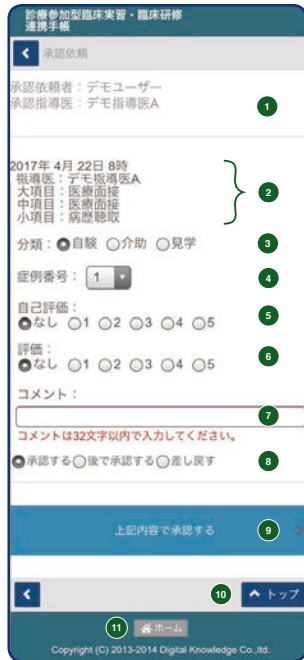 診療参加型臨床実習・臨床研修
連携手帳
承認依頼
承認依頼者：デモユーザー
承認指導医：デモ指導医A
1
2017年 4月 22日 8時
指導医：デモ指導医A
大項目：医療面接
中項目：医療面接
小項目：病歴聴取
2
分類： 自験 介助 見学
3
症例番号： 1
4
自己評価：
なし 1 2 3 4 5
5
評価：
なし 1 2 3 4 5
6
コメント：
7
コメントは32文字以内で入力してください。
承認する 後で承認する 差し戻す
8
上記内容で承認する
9
10
トップ
11
ホーム
Copyright (C) 2013-2014 Digital Knowledge Co.,ltd.